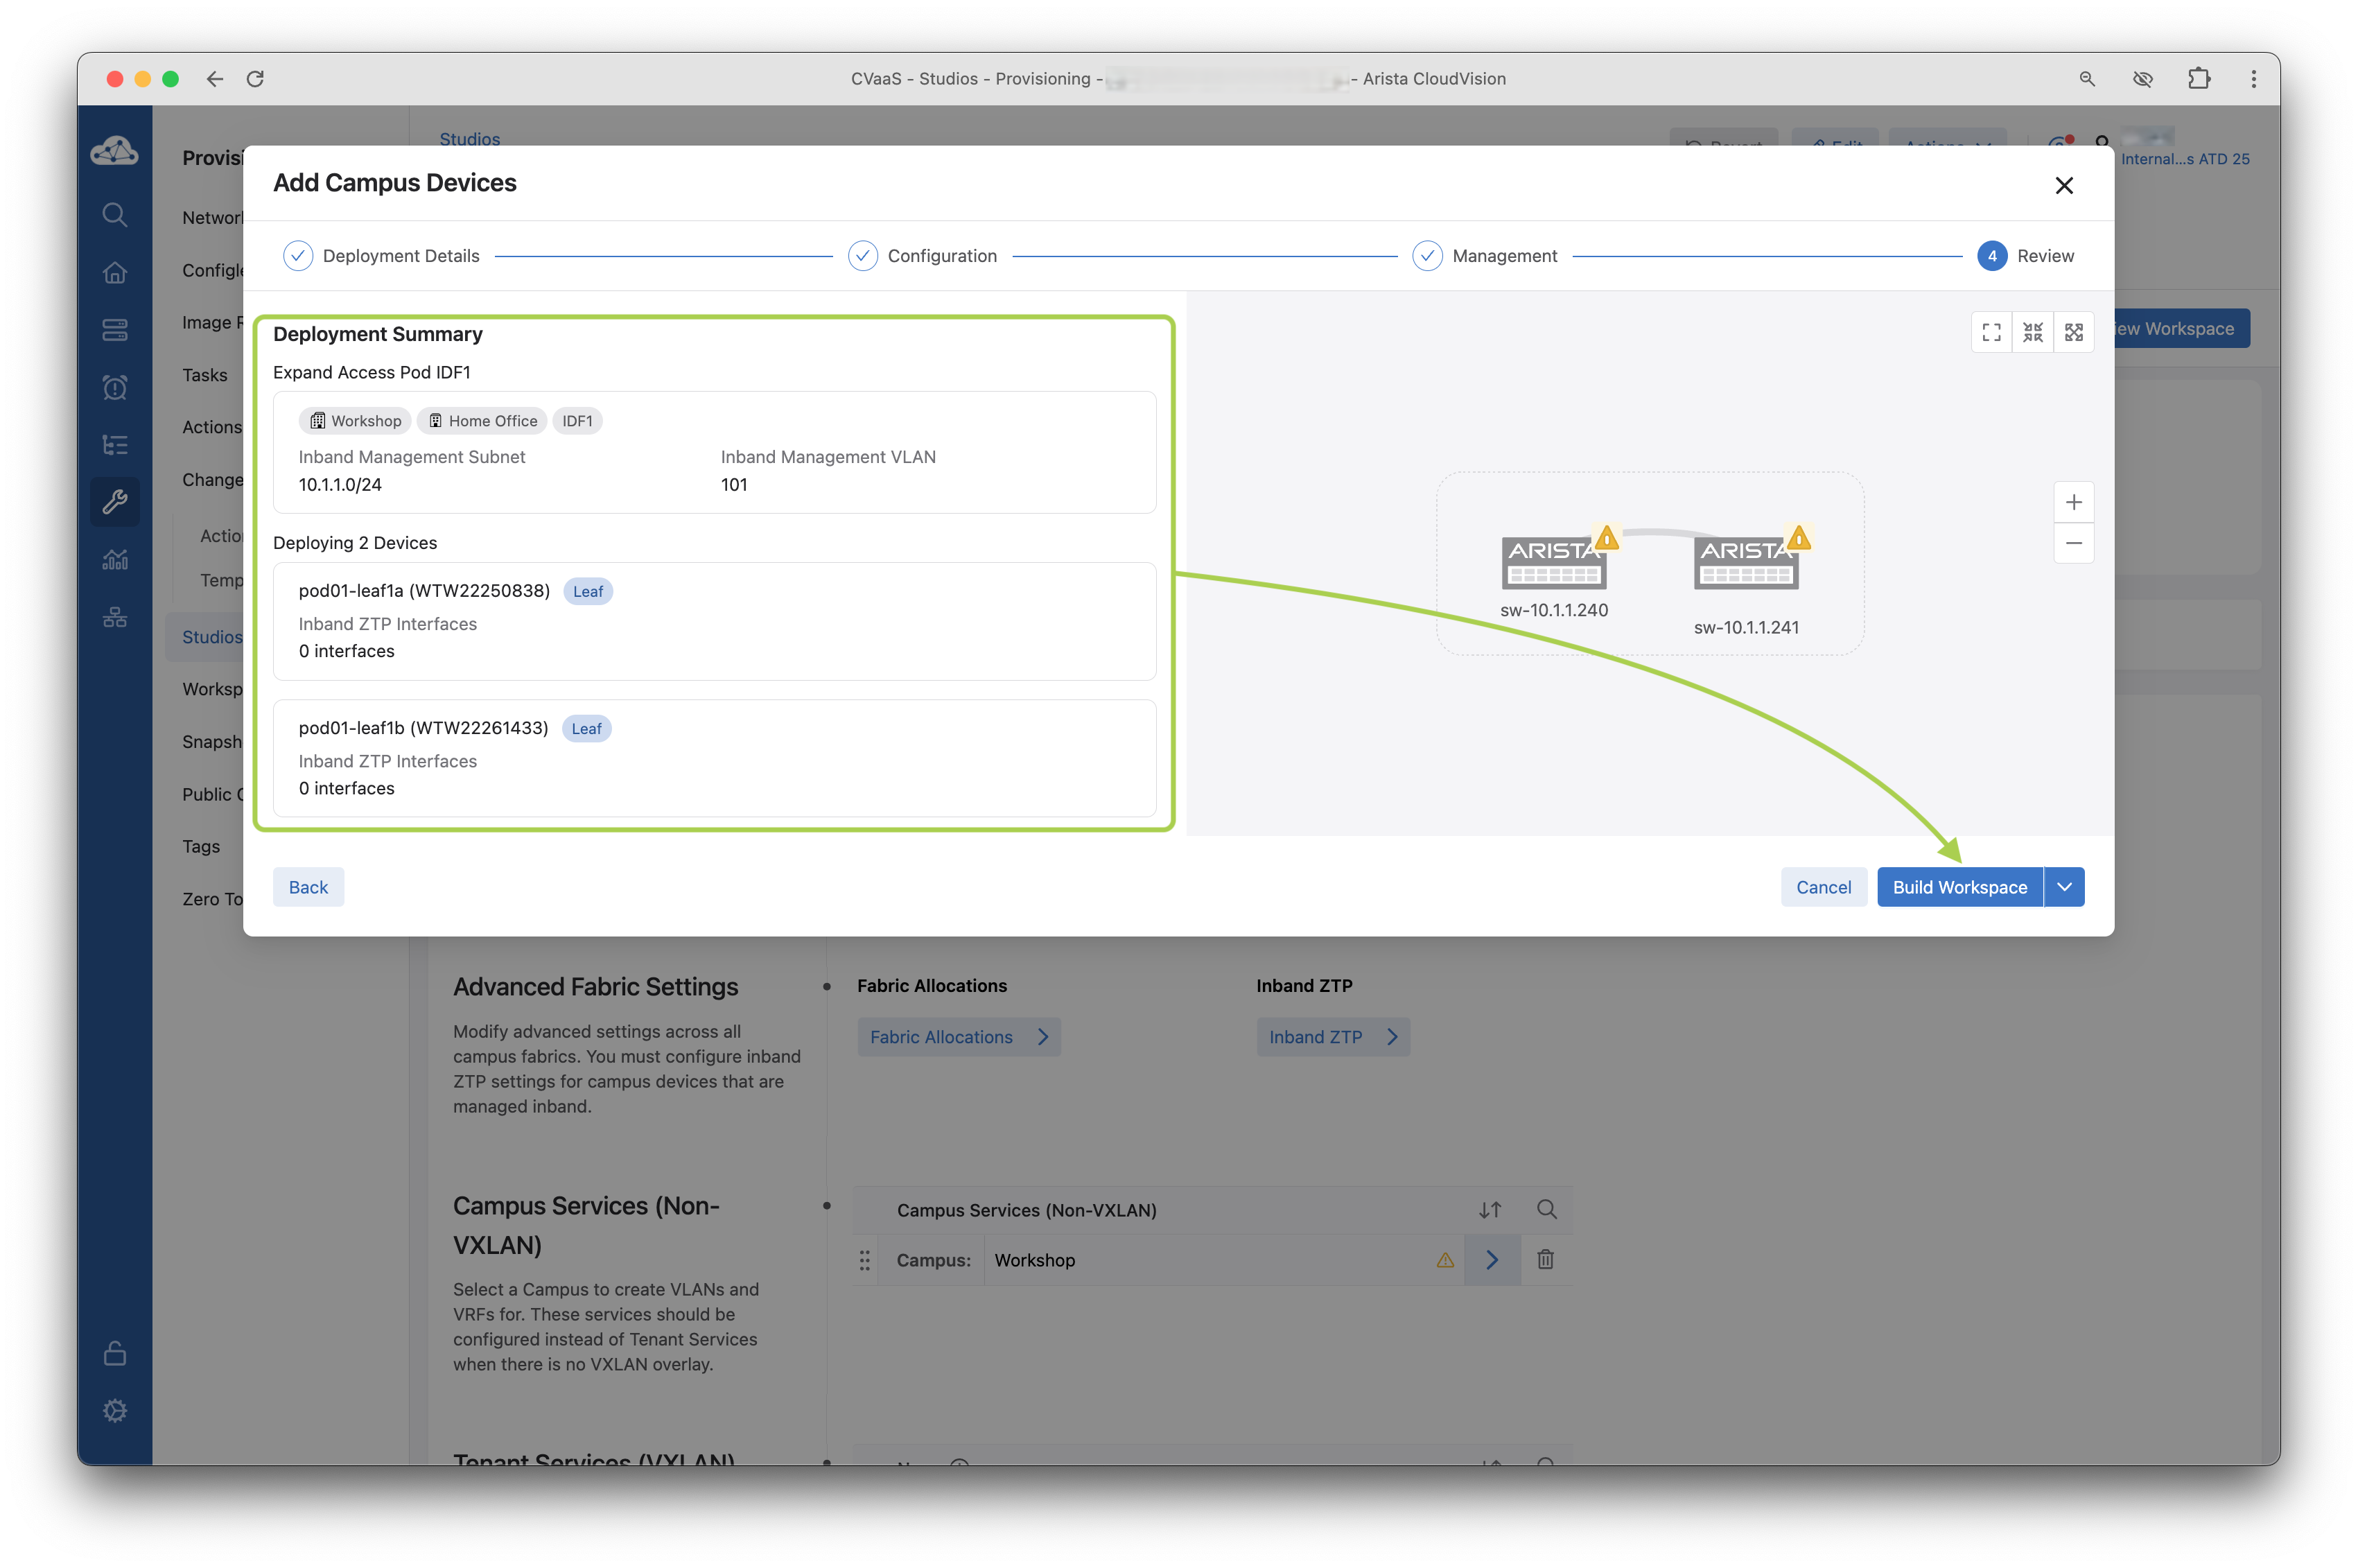 CVaaS - Studios - Provisioning -
- Arista CloudVision
Studios
Internal...s ATD 25
Provisi
Network
Image R
Tasks
Actions
Change
Actio
Temp
Studios
Worksp
Snapsh
Public C
Tags
Zero To
iew Workspace
Add Campus Devices
Deployment Details
Configuration
Management
4 Review
Deployment Summary
Expand Access Pod IDF1
Workshop Home Office IDF1
Inband Management Subnet Inband Management VLAN
10.1.1.0/24 101
Deploying 2 Devices
pod01-leaf1a (WTW22250838) Leaf
Inband ZTP Interfaces
0 interfaces
pod01-leaf1b (WTW22261433) Leaf
Inband ZTP Interfaces
0 interfaces
ARISTA ARISTA
sw-10.1.1.240
sw-10.1.1.241
Back
Cancel
Build Workspace
Advanced Fabric Settings
Modify advanced settings across all
campus fabrics. You must configure inband
ZTP settings for campus devices that are
managed inband.
Fabric Allocations
Inband ZTP
Fabric Allocations
Inband ZTP
Campus Services (Non-
VXLAN)
Select a Campus to create VLANs and
VRFs for. These services should be
configured instead of Tenant Services
when there is no VXLAN overlay.
Campus Services (Non-VXLAN)
Campus: Workshop
Tenant Services (VXLAN)